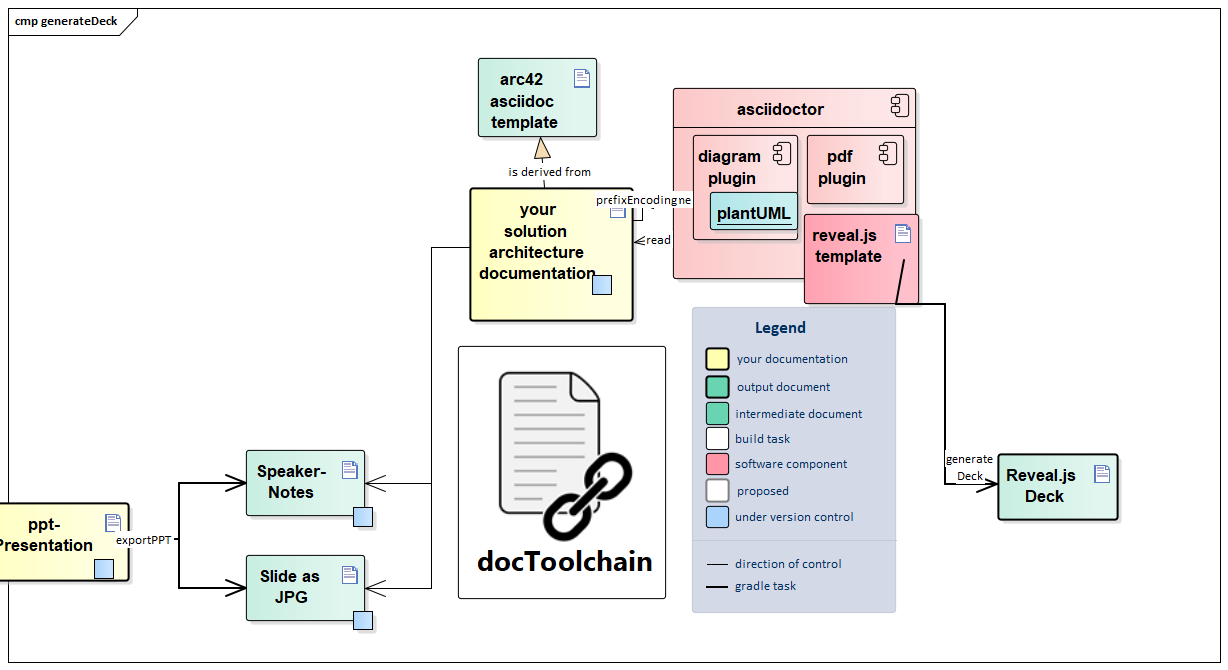 cmp generateDeck
arc42
asciidoc
template
is derived from
your
solution
architecture
documentation
prefixEncodingne
read
asciidoctor
diagram
plugin
plantUML
pdf
plugin
reveal.js
template
Legend
your documentation
output document
intermediate document
build task
software component
proposed
under version control
direction of control
gradle task
docToolchain
Speaker-
Notes
ppt-
Presentation
exportPPT
Slide as
JPG
generate
Deck
Reveal.js
Deck